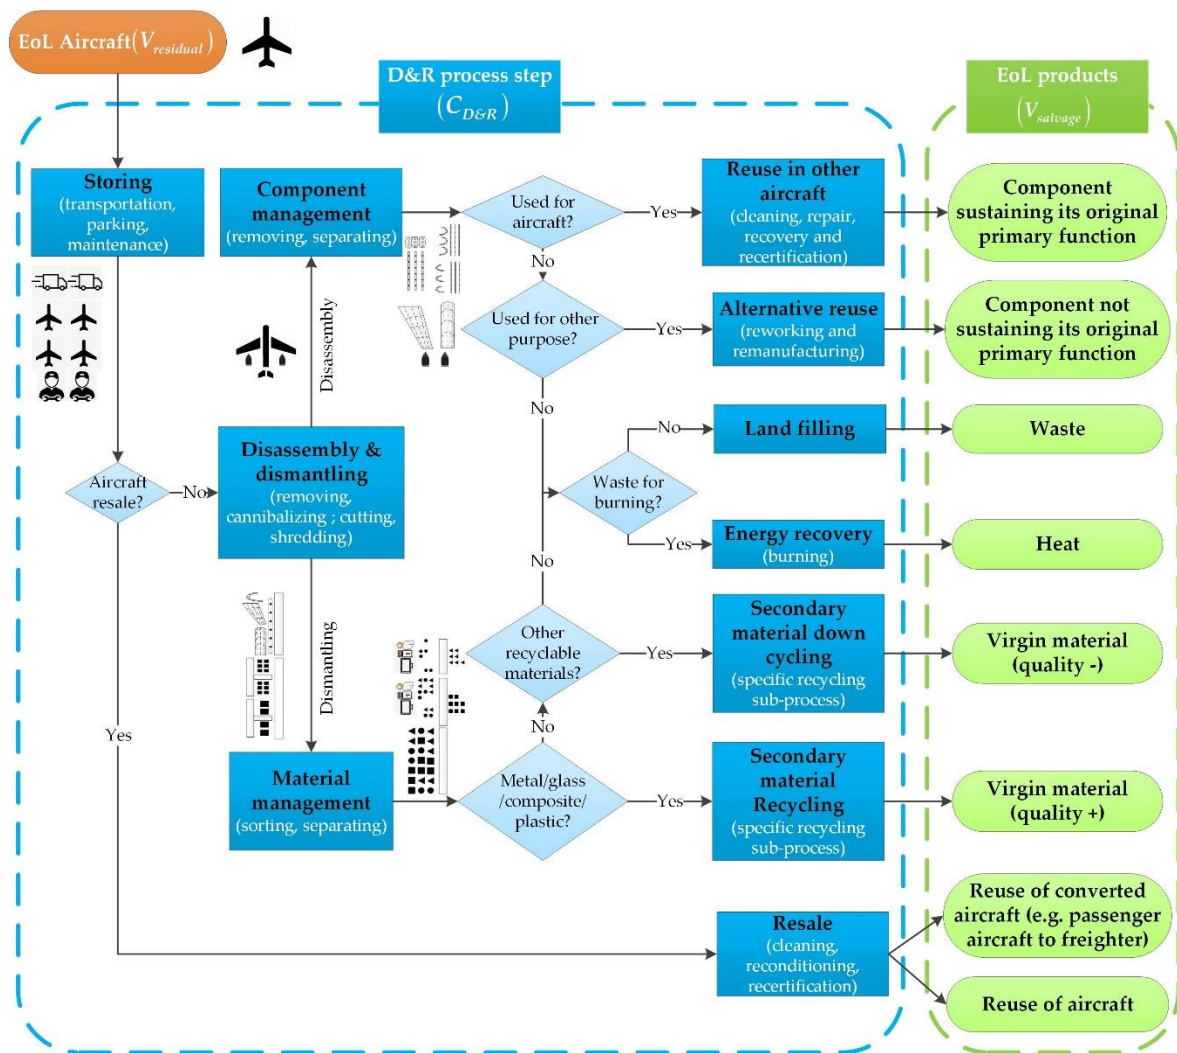 EoL Aircraft(V_residual)
D&R process step
(C_D&R)
EoL products
(V_salvage)
Storing
(transportation,
parking,
maintenance)
Component
management
(removing, separating)
Used for
aircraft?
Yes
Reuse in other
aircraft
(cleaning, repair,
recovery and
recertification)
Component
sustaining its original
primary function
No
Disassembly
Used for other
purpose?
Yes
Alternative reuse
(reworking and
remanufacturing)
Component not
sustaining its original
primary function
No
No
Land filling
Waste
Aircraft
resale?
No
Disassembly &
dismantling
(removing,
cannibalizing ; cutting,
shredding)
Waste for
burning?
Yes
Energy recovery
(burning)
Heat
No
Dismantling
Other
recyclable
materials?
Yes
Secondary
material down
cycling
(specific recycling
sub-process)
Virgin material
(quality -)
No
Yes
Material
management
(sorting, separating)
Metal/glass
/composite/
plastic?
Yes
Secondary
material
Recycling
(specific recycling
sub-process)
Virgin material
(quality +)
Resale
(cleaning,
reconditioning,
recertification)
Reuse of converted
aircraft (e.g. passenger
aircraft to freighter)
Reuse of aircraft